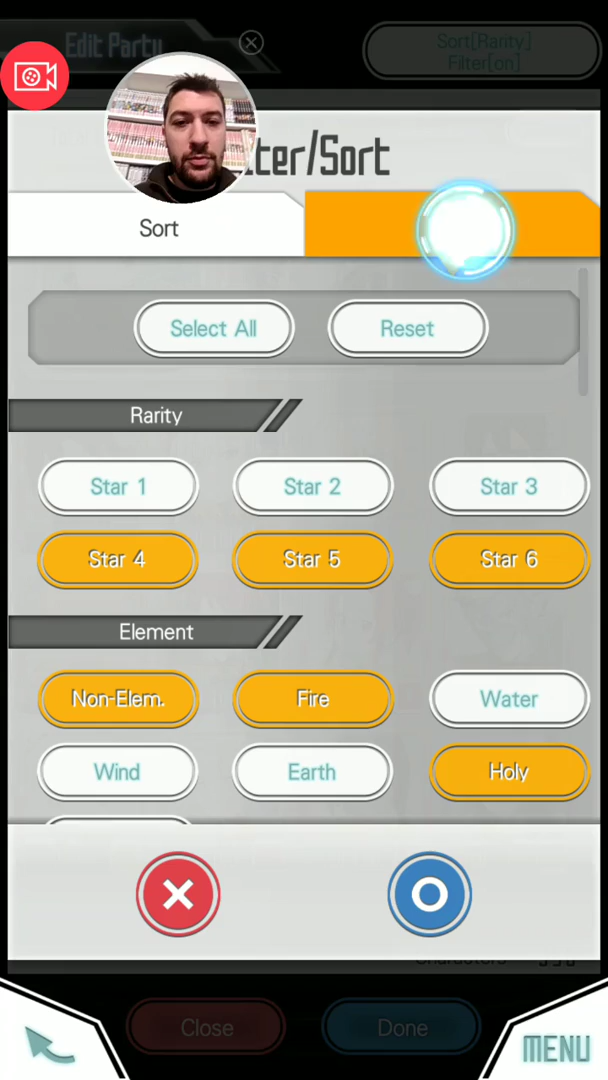 Edit Party
Sort[Rarity]
Filter[on]
ter/Sort
Sort
Select All
Reset
Rarity
Star 1
Star 2
Star 3
Star 4
Star 5
Star 6
Element
Non-Elem.
Fire
Water
Wind
Earth
Holy
Close
Done
MENU